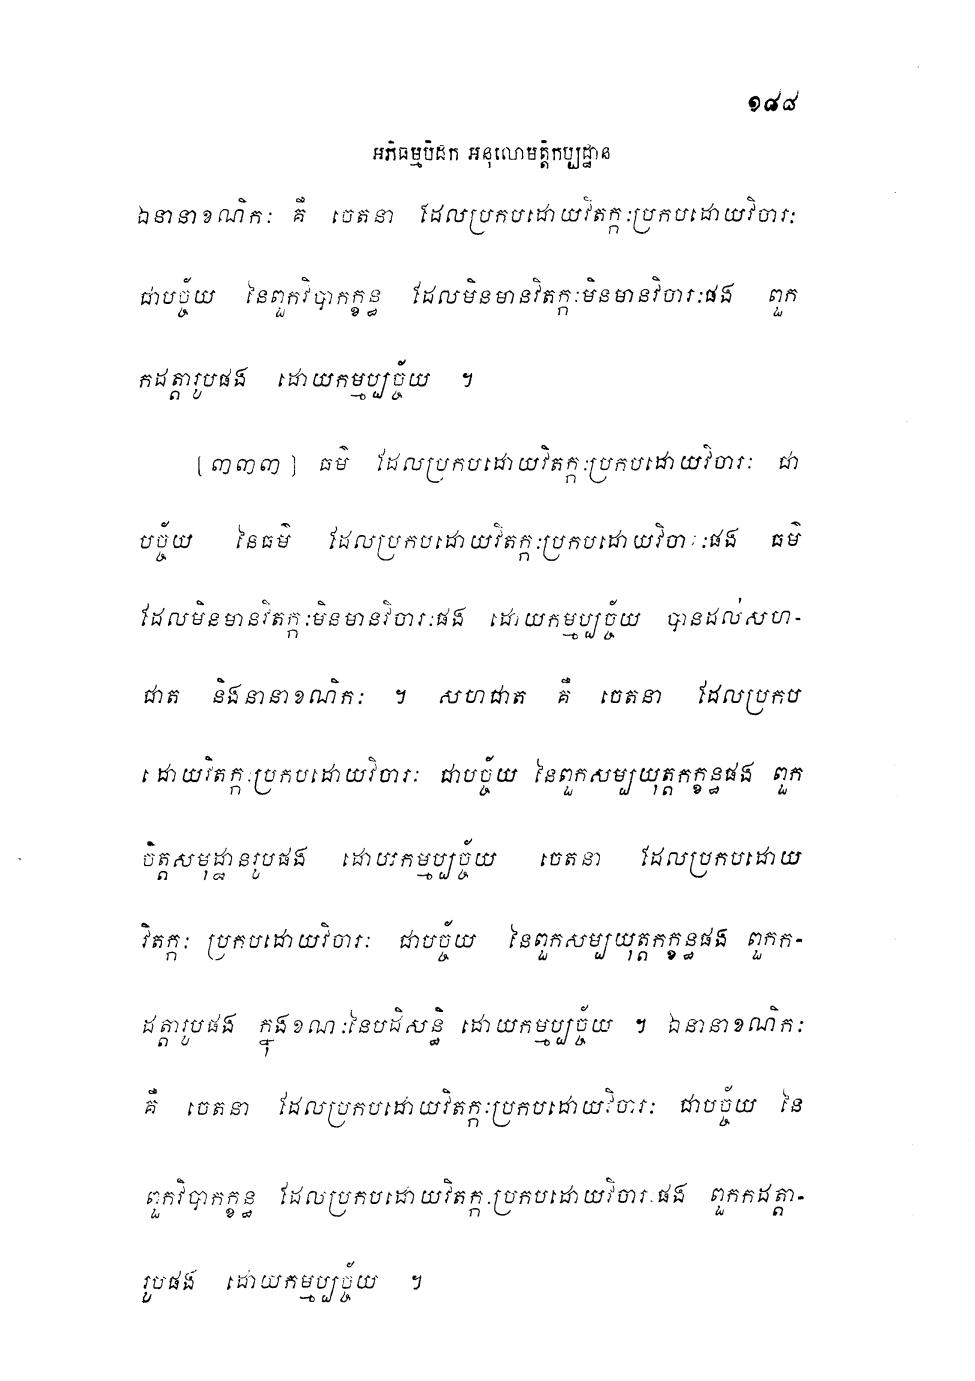 ១៨៨
អភិធម្មបិដក អនុលោមត្តិកប្បដ្ឋាន
ឯនានាខណិកៈ គឺ ចេតនា ដែលប្រកបដោយវិតក្កៈប្រកបដោយវិចារៈ
ជាបច្ច័យ នៃពួកវិបាកក្ខន្ធ ដែលមិនមានវិតក្កៈមិនមានវិចារៈផង ពួក
កដត្តារូបផង ដោយកម្មប្បច្ច័យ ។
[៣៣៣] ធម៌ ដែលប្រកបដោយវិតក្កៈប្រកបដោយវិចារៈ ជា
បច្ច័យ នៃធម៌ ដែលប្រកបដោយវិតក្កៈប្រកបដោយវិចារៈផង ធម៌
ដែលមិនមានវិតក្កៈមិនមានវិចារៈផង ដោយកម្មប្បច្ច័យ បានដល់សហ-
ជាត និងនានាខណិកៈ ។ សហជាត គឺ ចេតនា ដែលប្រកប
ដោយវិតក្កៈប្រកបដោយវិចារៈ ជាបច្ច័យ នៃពួកសម្បយុត្តកក្ខន្ធផង ពួក
ចិត្តសមុដ្ឋានរូបផង ដោយកម្មប្បច្ច័យ ចេតនា ដែលប្រកបដោយ
វិតក្កៈ ប្រកបដោយវិចារៈ ជាបច្ច័យ នៃពួកសម្បយុត្តកក្ខន្ធផង ពួកក-
ដត្តារូបផង ក្នុងខណៈនៃបដិសន្ធិ ដោយកម្មប្បច្ច័យ ។ ឯនានាខណិកៈ
គឺ ចេតនា ដែលប្រកបដោយវិតក្កៈប្រកបដោយវិចារៈ ជាបច្ច័យ នៃ
ពួកវិបាកក្ខន្ធ ដែលប្រកបដោយវិតក្កៈប្រកបដោយវិចារៈផង ពួកកដត្តា-
រូបផង ដោយកម្មប្បច្ច័យ ។